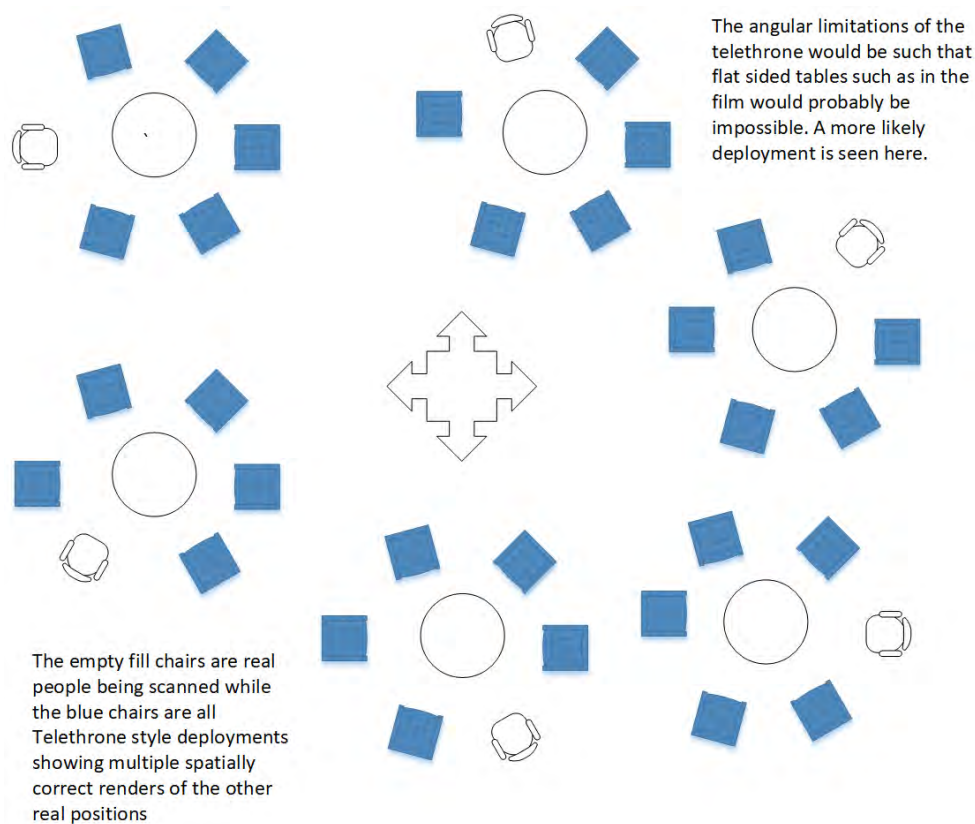 The angular limitations of the
telethrone would be such that
flat sided tables such as in the
film would probably be
impossible. A more likely
deployment is seen here.
The empty fill chairs are real
people being scanned while
the blue chairs are all
Telethrone style deployments
showing multiple spatially
correct renders of the other
real positions